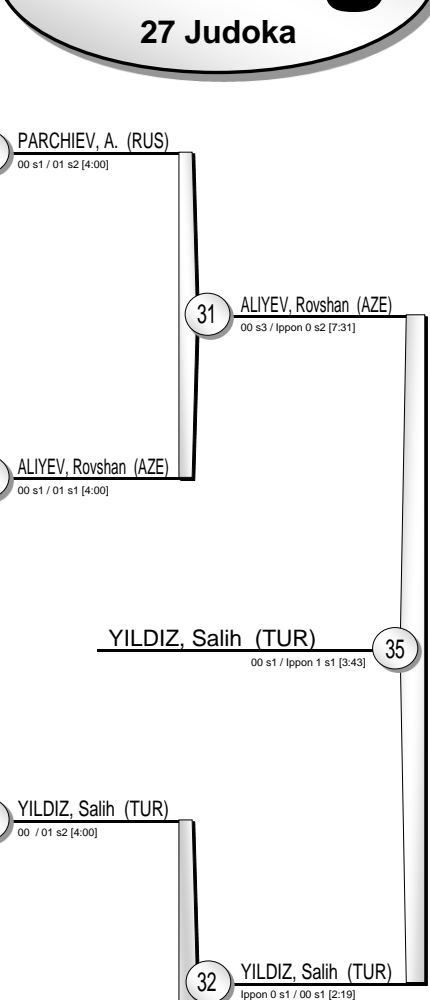 27 Judoka
PARCHIEV, A. (RUS)
00 s1 / 01 s2 [4:00]
31
ALIYEV, Rovshan (AZE)
00 s3 / Ippon 0 s2 [7:31]
ALIYEV, Rovshan (AZE)
00 s1 / 01 s1 [4:00]
YILDIZ, Salih (TUR)
00 s1 / Ippon 1 s1 [3:43]
35
YILDIZ, Salih (TUR)
00 / 01 s2 [4:00]
32
YILDIZ, Salih (TUR)
Ippon 0 s1 / 00 s1 [2:19]